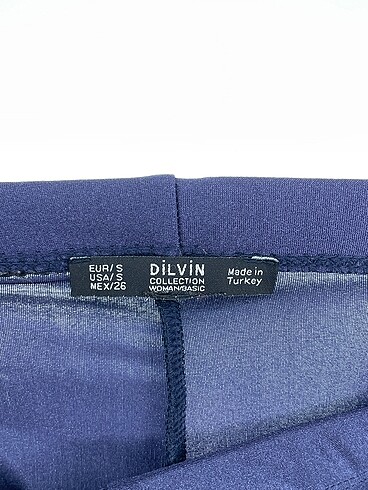 EUR/S
USA/S
MEX/26
DİLVİN
COLLECTION
WOMAN/BASIC
Made in
Turkey